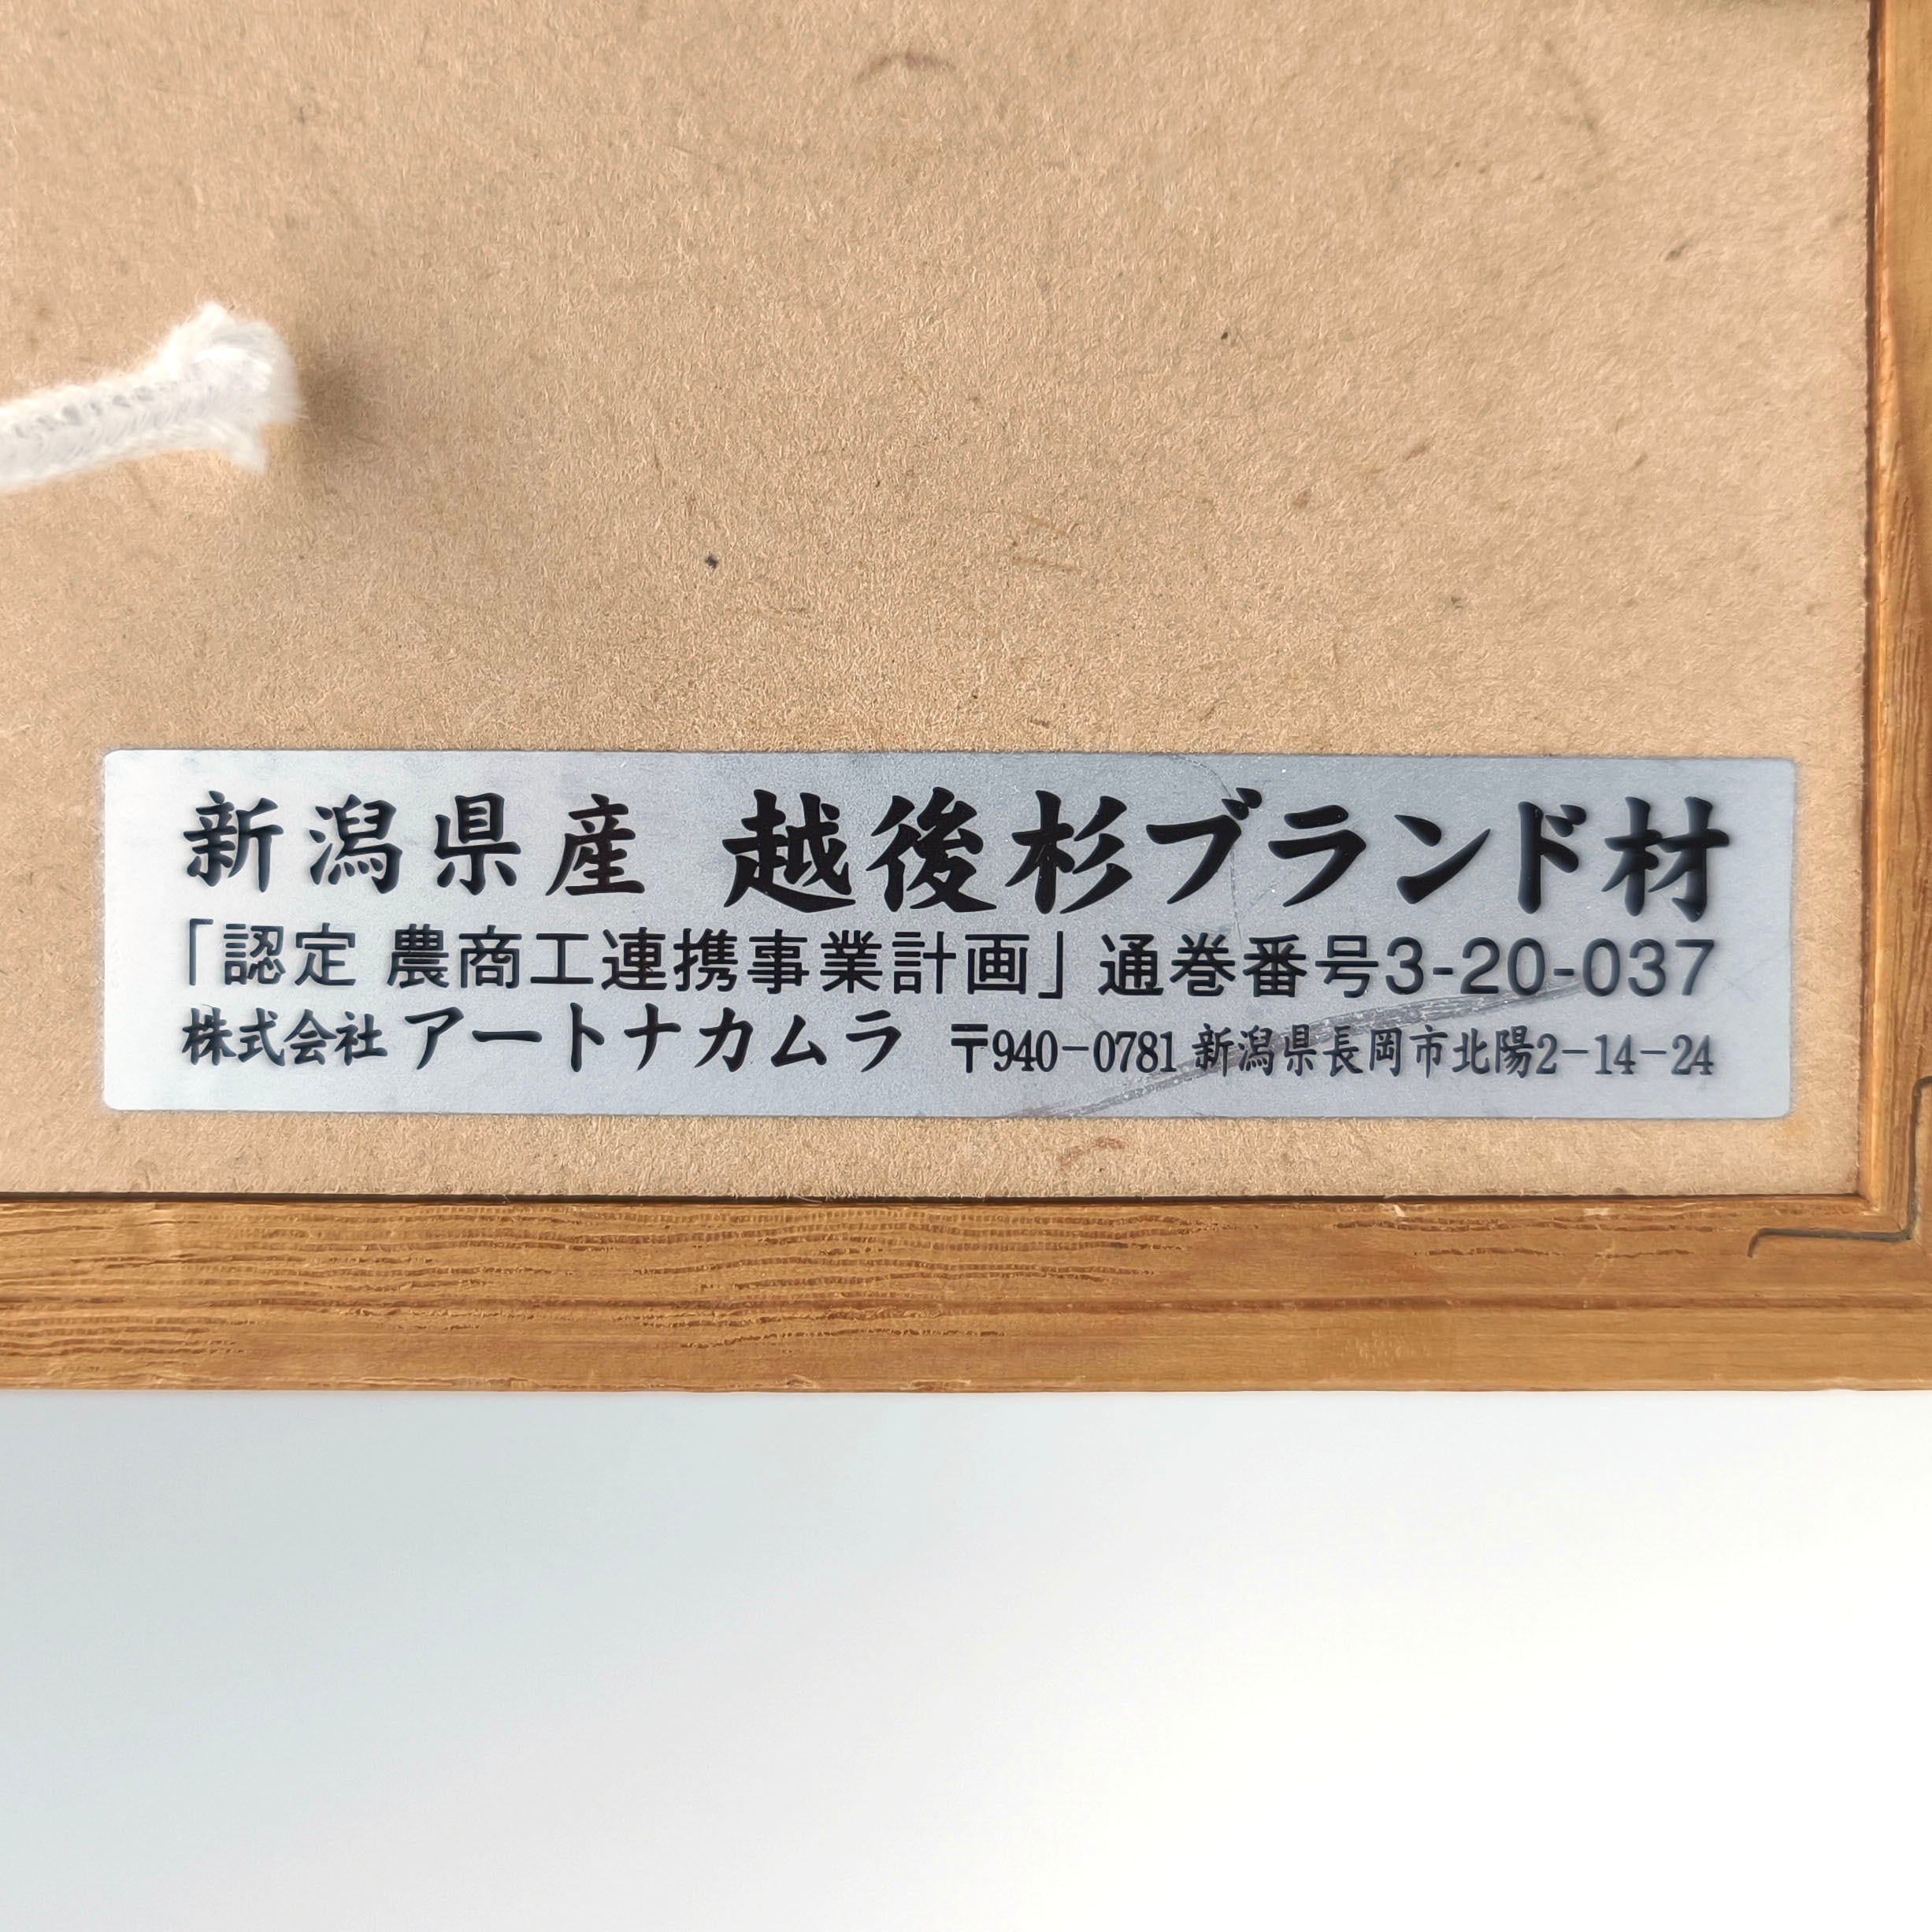 新潟県産 越後杉ブランド材
「認定 農商工連携事業計画」通巻番号3-20-037
株式会社 アートナカムラ 〒940-0781 新潟県長岡市北陽2-14-24